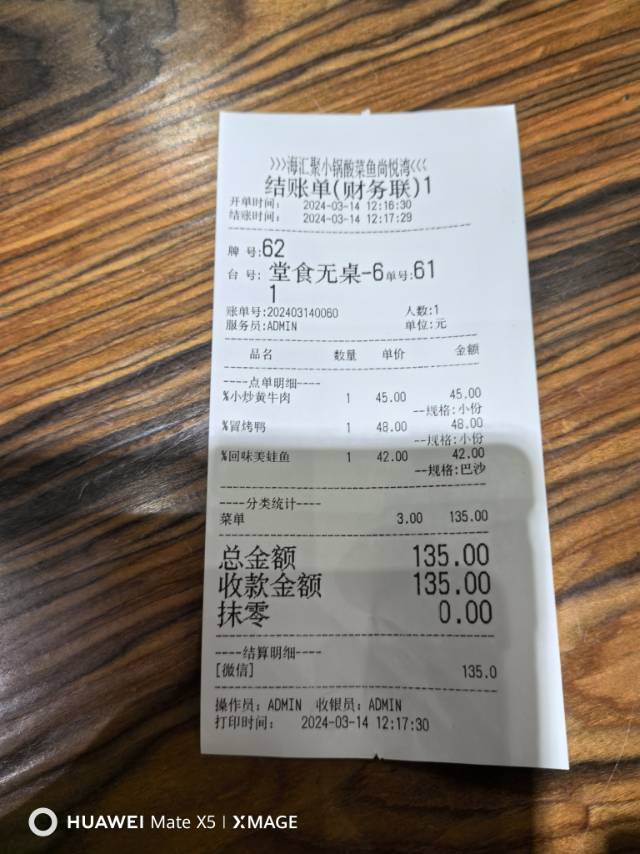 >>>海汇聚小锅酸菜鱼尚悦湾<<<
结账单(财务联)1
开单时间: 2024-03-14 12:16:30
结账时间: 2024-03-14 12:17:29
牌 号:62
台 号: 堂食无桌-6单号:61
1
账单号:202403140060 人数:1
服务员:ADMIN 单位:元
品名 数量 单价 金额
----点单明细----
%小炒黄牛肉 1 45.00 45.00
--规格:小份
%冒烤鸭 1 48.00 48.00
--规格:小份
%回味美蛙鱼 1 42.00 42.00
--规格:巴沙
----分类统计----
菜单 3.00 135.00
总金额 135.00
收款金额 135.00
抹零 0.00
----结算明细----
[微信] 135.0
操作员: ADMIN 收银员: ADMIN
打印时间: 2024-03-14 12:17:30
HUAWEI Mate X5 | XMAGE